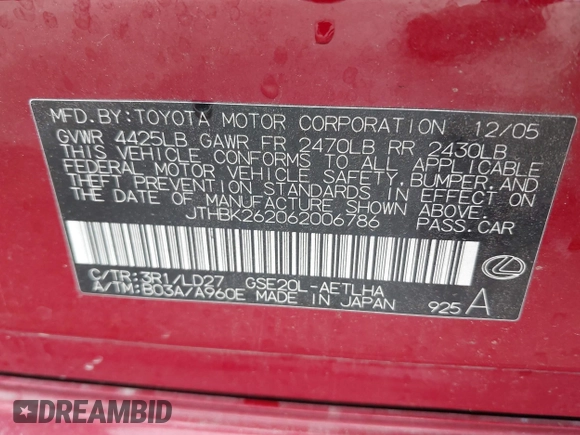 MFD.BY:TOYOTA MOTOR CORPORATION 12/05
GVWR 4425LB GAWR FR 2470LB RR 2430LB
THIS VEHICLE CONFORMS TO ALL APPLICABLE
FEDERAL MOTOR VEHICLE SAFETY,BUMPER,AND
THEFT PREVENTION STANDARDS IN EFFECT ON
THE DATE OF MANUFACTURE SHOWN ABOVE.
JTHBK262062006786 PASS.CAR
C/TR:3R1/LD27 GSE20L-AETLHA
A/TM:B03A/A960E MADE IN JAPAN 925 A
DREAMBID